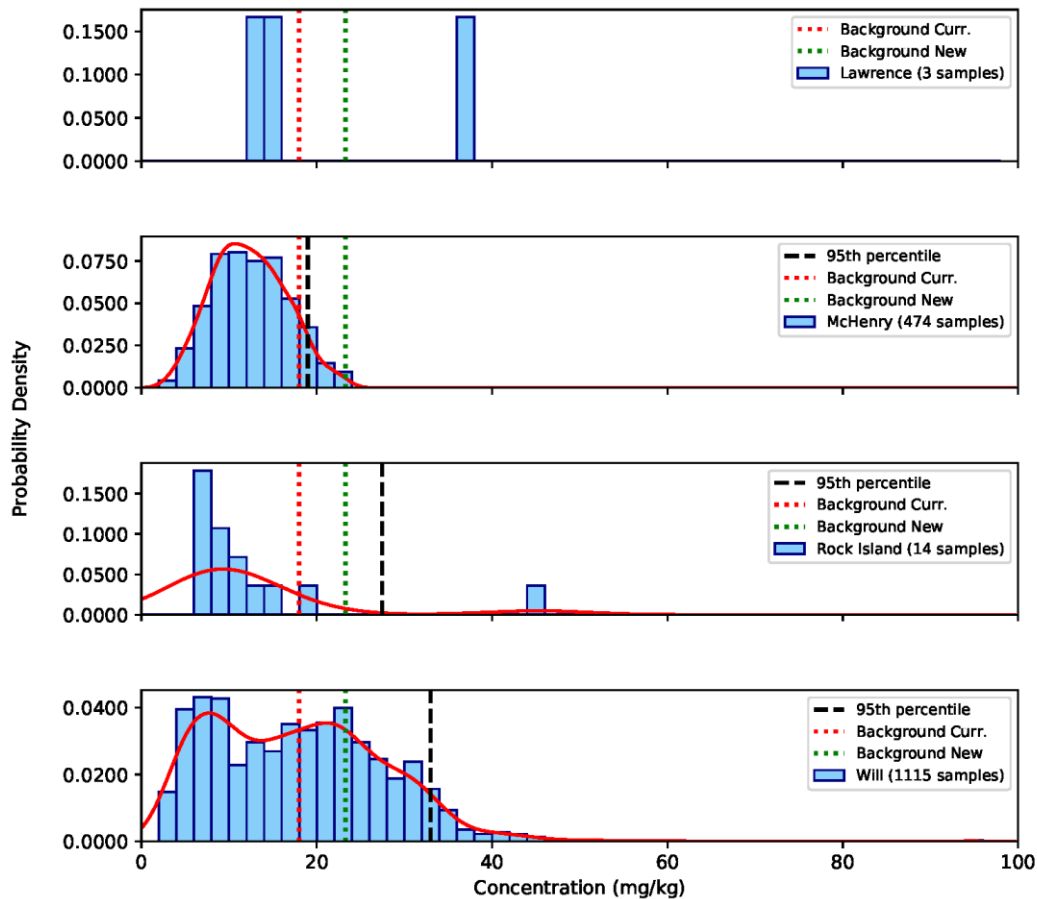 0.1500
0.1000
0.0500
0.0000
Background Curr.
Background New
Lawrence (3 samples)
0.0750
0.0500
0.0250
0.0000
95th percentile
Background Curr.
Background New
McHenry (474 samples)
Probability Density
0.1500
0.1000
0.0500
0.0000
95th percentile
Background Curr.
Background New
Rock Island (14 samples)
0.0400
0.0200
0.0000
95th percentile
Background Curr.
Background New
Will (1115 samples)
0 20 40 60 80 100
Concentration (mg/kg)